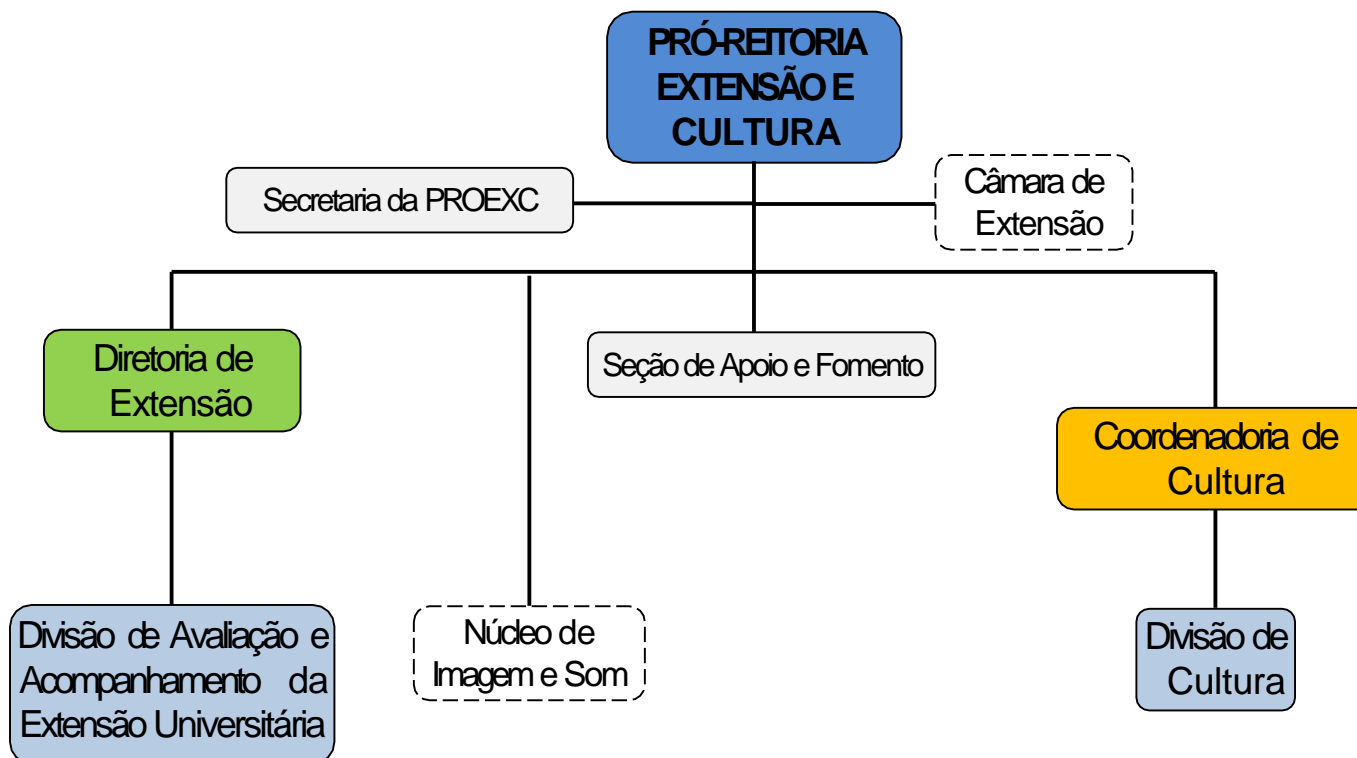 PRÓ-REITORIA
EXTENSÃO E
CULTURA
Secretaria da PROEXC
Câmara de
Extensão
Diretoria de
Extensão
Seção de Apoio e Fomento
Coordenadoria de
Cultura
Divisão de Avaliação e
Acompanhamento da
Extensão Universitária
Núcleo de
Imagem e Som
Divisão de
Cultura